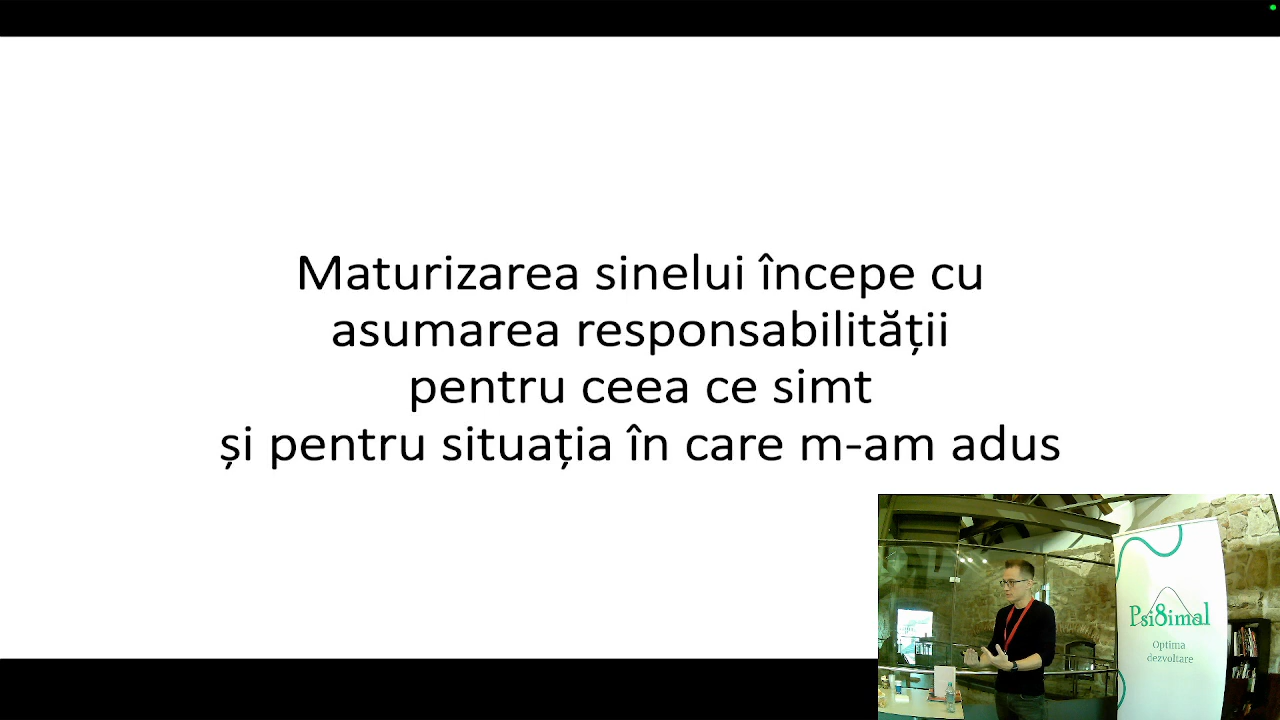 Maturizarea sinelui începe cu
asumarea responsabilității
pentru ceea ce simt
și pentru situația în care m-am adus
Psi8imal
Optima
dezvoltare